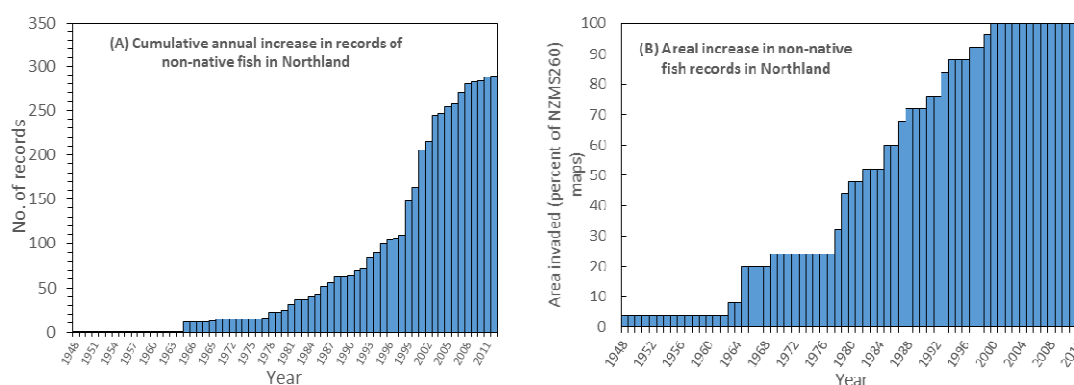 (A) Cumulative annual increase in records of
non-native fish in Northland
No. of records
350
300
250
200
150
100
50
0
1948 1951 1954 1957 1960 1963 1966 1969 1972 1975 1978 1981 1984 1987 1990 1993 1996 1999 2002 2005 2008 2011
Year
(B) Areal increase in non-native
fish records in Northland
Area invaded (percent of NZMS260)
maps)
100
90
80
70
60
50
40
30
20
10
0
1948 1952 1956 1960 1964 1968 1972 1976 1980 1984 1988 1992 1996 2000 2004 2008 201
Year